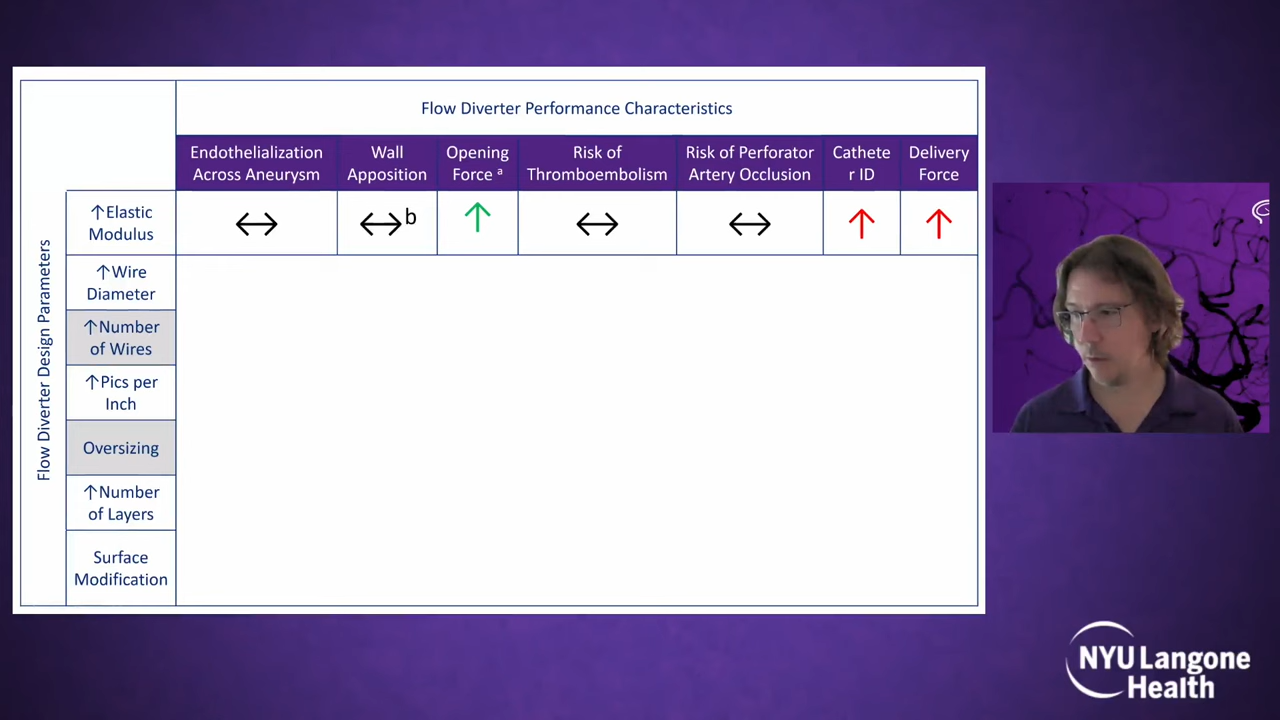 Flow Diverter Performance Characteristics
Endothelialization
Across Aneurysm
Wall
Apposition
Opening
Force a
Risk of
Thromboembolism
Risk of Perforator
Artery Occlusion
Cathete
r ID
Delivery
Force
Flow Diverter Design Parameters
↑Elastic
Modulus
↔
↔b
↑
↔
↔
↑
↑
↑Wire
Diameter
↑Number
of Wires
↑Pics per
Inch
Oversizing
↑Number
of Layers
Surface
Modification
NYU Langone
Health